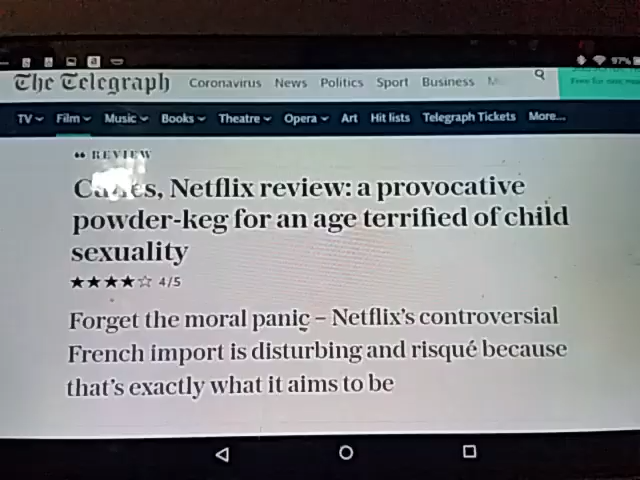 97%
The Telegraph Coronavirus News Politics Sport Business
TV Film Music Books Theatre Opera Art Hit lists Telegraph Tickets More...
REVIEW
Netflix review: a provocative
powder-keg for an age terrified of child
sexuality
★★★★☆ 4/5
Forget the moral panic – Netflix's controversial
French import is disturbing and risqué because
that's exactly what it aims to be